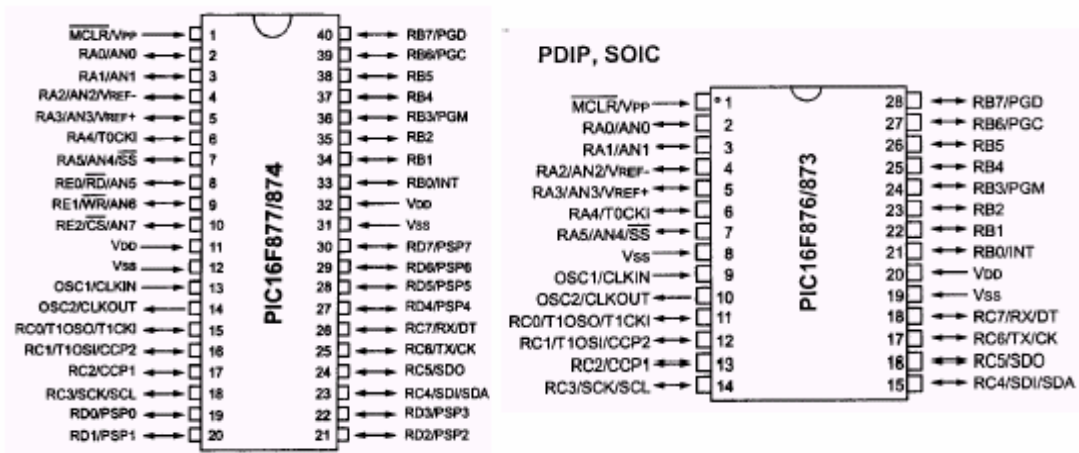 MCLR/VPP 1 40 RB7/PGD
RA0/AN0 2 39 RB6/PGC
RA1/AN1 3 38 RB5
RA2/AN2/VREF- 4 37 RB4
RA3/AN3/VREF+ 5 36 RB3/PGM
RA4/T0CKI 6 35 RB2
RA5/AN4/SS 7 34 RB1
RE0/RD/AN5 8 33 RB0/INT
RE1/WR/AN6 9 32 VDD
RE2/CS/AN7 10 31 VSS
VDD 11 30 RD7/PSP7
VSS 12 29 RD6/PSP6
OSC1/CLKIN 13 28 RD5/PSP5
OSC2/CLKOUT 14 27 RD4/PSP4
RC0/T1OSO/T1CKI 15 26 RC7/RX/DT
RC1/T1OSI/CCP2 16 25 RC6/TX/CK
RC2/CCP1 17 24 RC5/SDO
RC3/SCK/SCL 18 23 RC4/SDI/SDA
RD0/PSP0 19 22 RD3/PSP3
RD1/PSP1 20 21 RD2/PSP2
PIC16F877/874
PDIP, SOIC
MCLR/VPP 1 28 RB7/PGD
RA0/AN0 2 27 RB6/PGC
RA1/AN1 3 26 RB5
RA2/AN2/VREF- 4 25 RB4
RA3/AN3/VREF+ 5 24 RB3/PGM
RA4/T0CKI 6 23 RB2
RA5/AN4/SS 7 22 RB1
VSS 8 21 RB0/INT
OSC1/CLKIN 9 20 VDD
OSC2/CLKOUT 10 19 VSS
RC0/T1OSO/T1CKI 11 18 RC7/RX/DT
RC1/T1OSI/CCP2 12 17 RC6/TX/CK
RC2/CCP1 13 16 RC5/SDO
RC3/SCK/SCL 14 15 RC4/SDI/SDA
PIC16F876/873